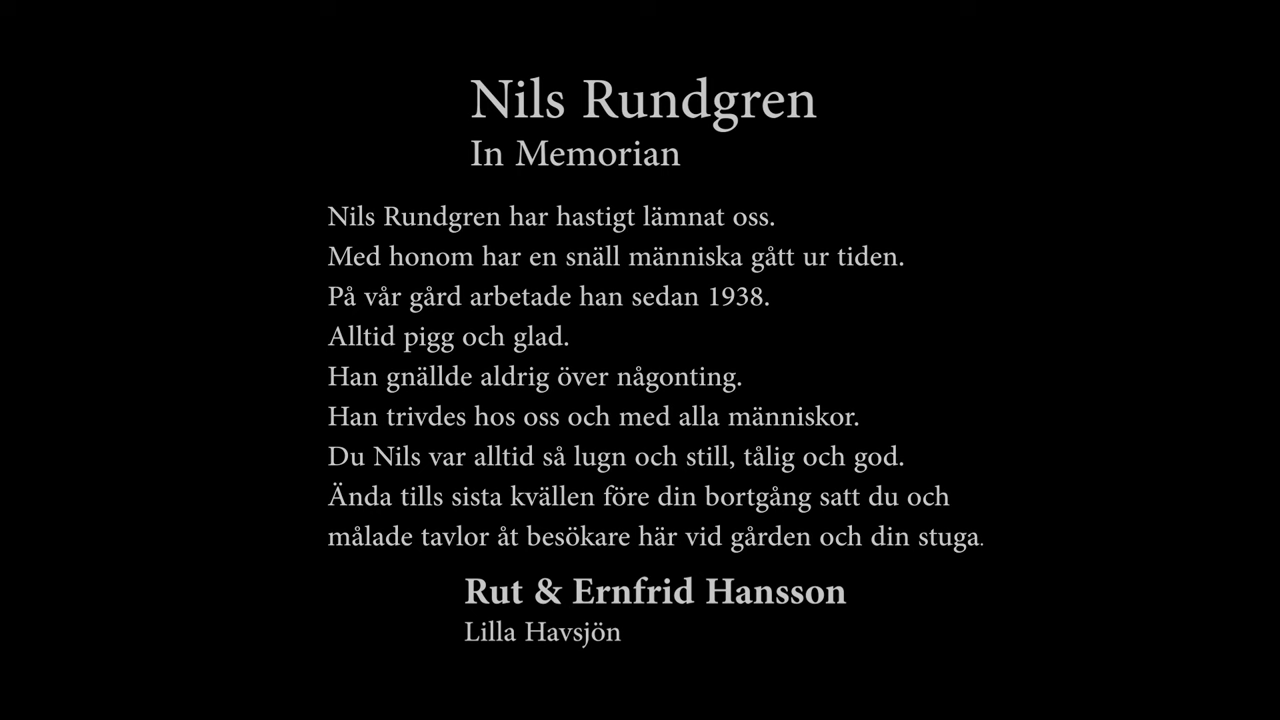 Nils Rundgren
In Memorian
Nils Rundgren har hastigt lämnat oss.
Med honom har en snäll människa gått ur tiden.
På vår gård arbetade han sedan 1938.
Alltid pigg och glad.
Han gnällde aldrig över någonting.
Han trivdes hos oss och med alla människor.
Du Nils var alltid så lugn och still, tålig och god.
Ända tills sista kvällen före din bortgång satt du och
målade tavlor åt besökare här vid gården och din stuga.
Rut & Ernfrid Hansson
Lilla Havsjön